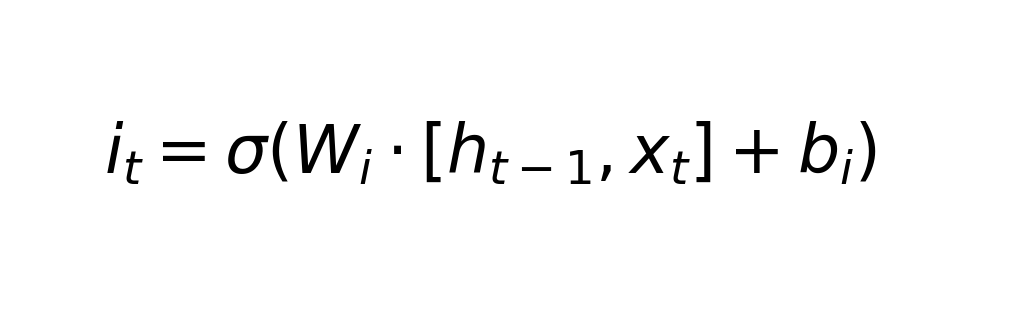 i_t = σ(W_i · [h_{t−1}, x_t] + b_i)